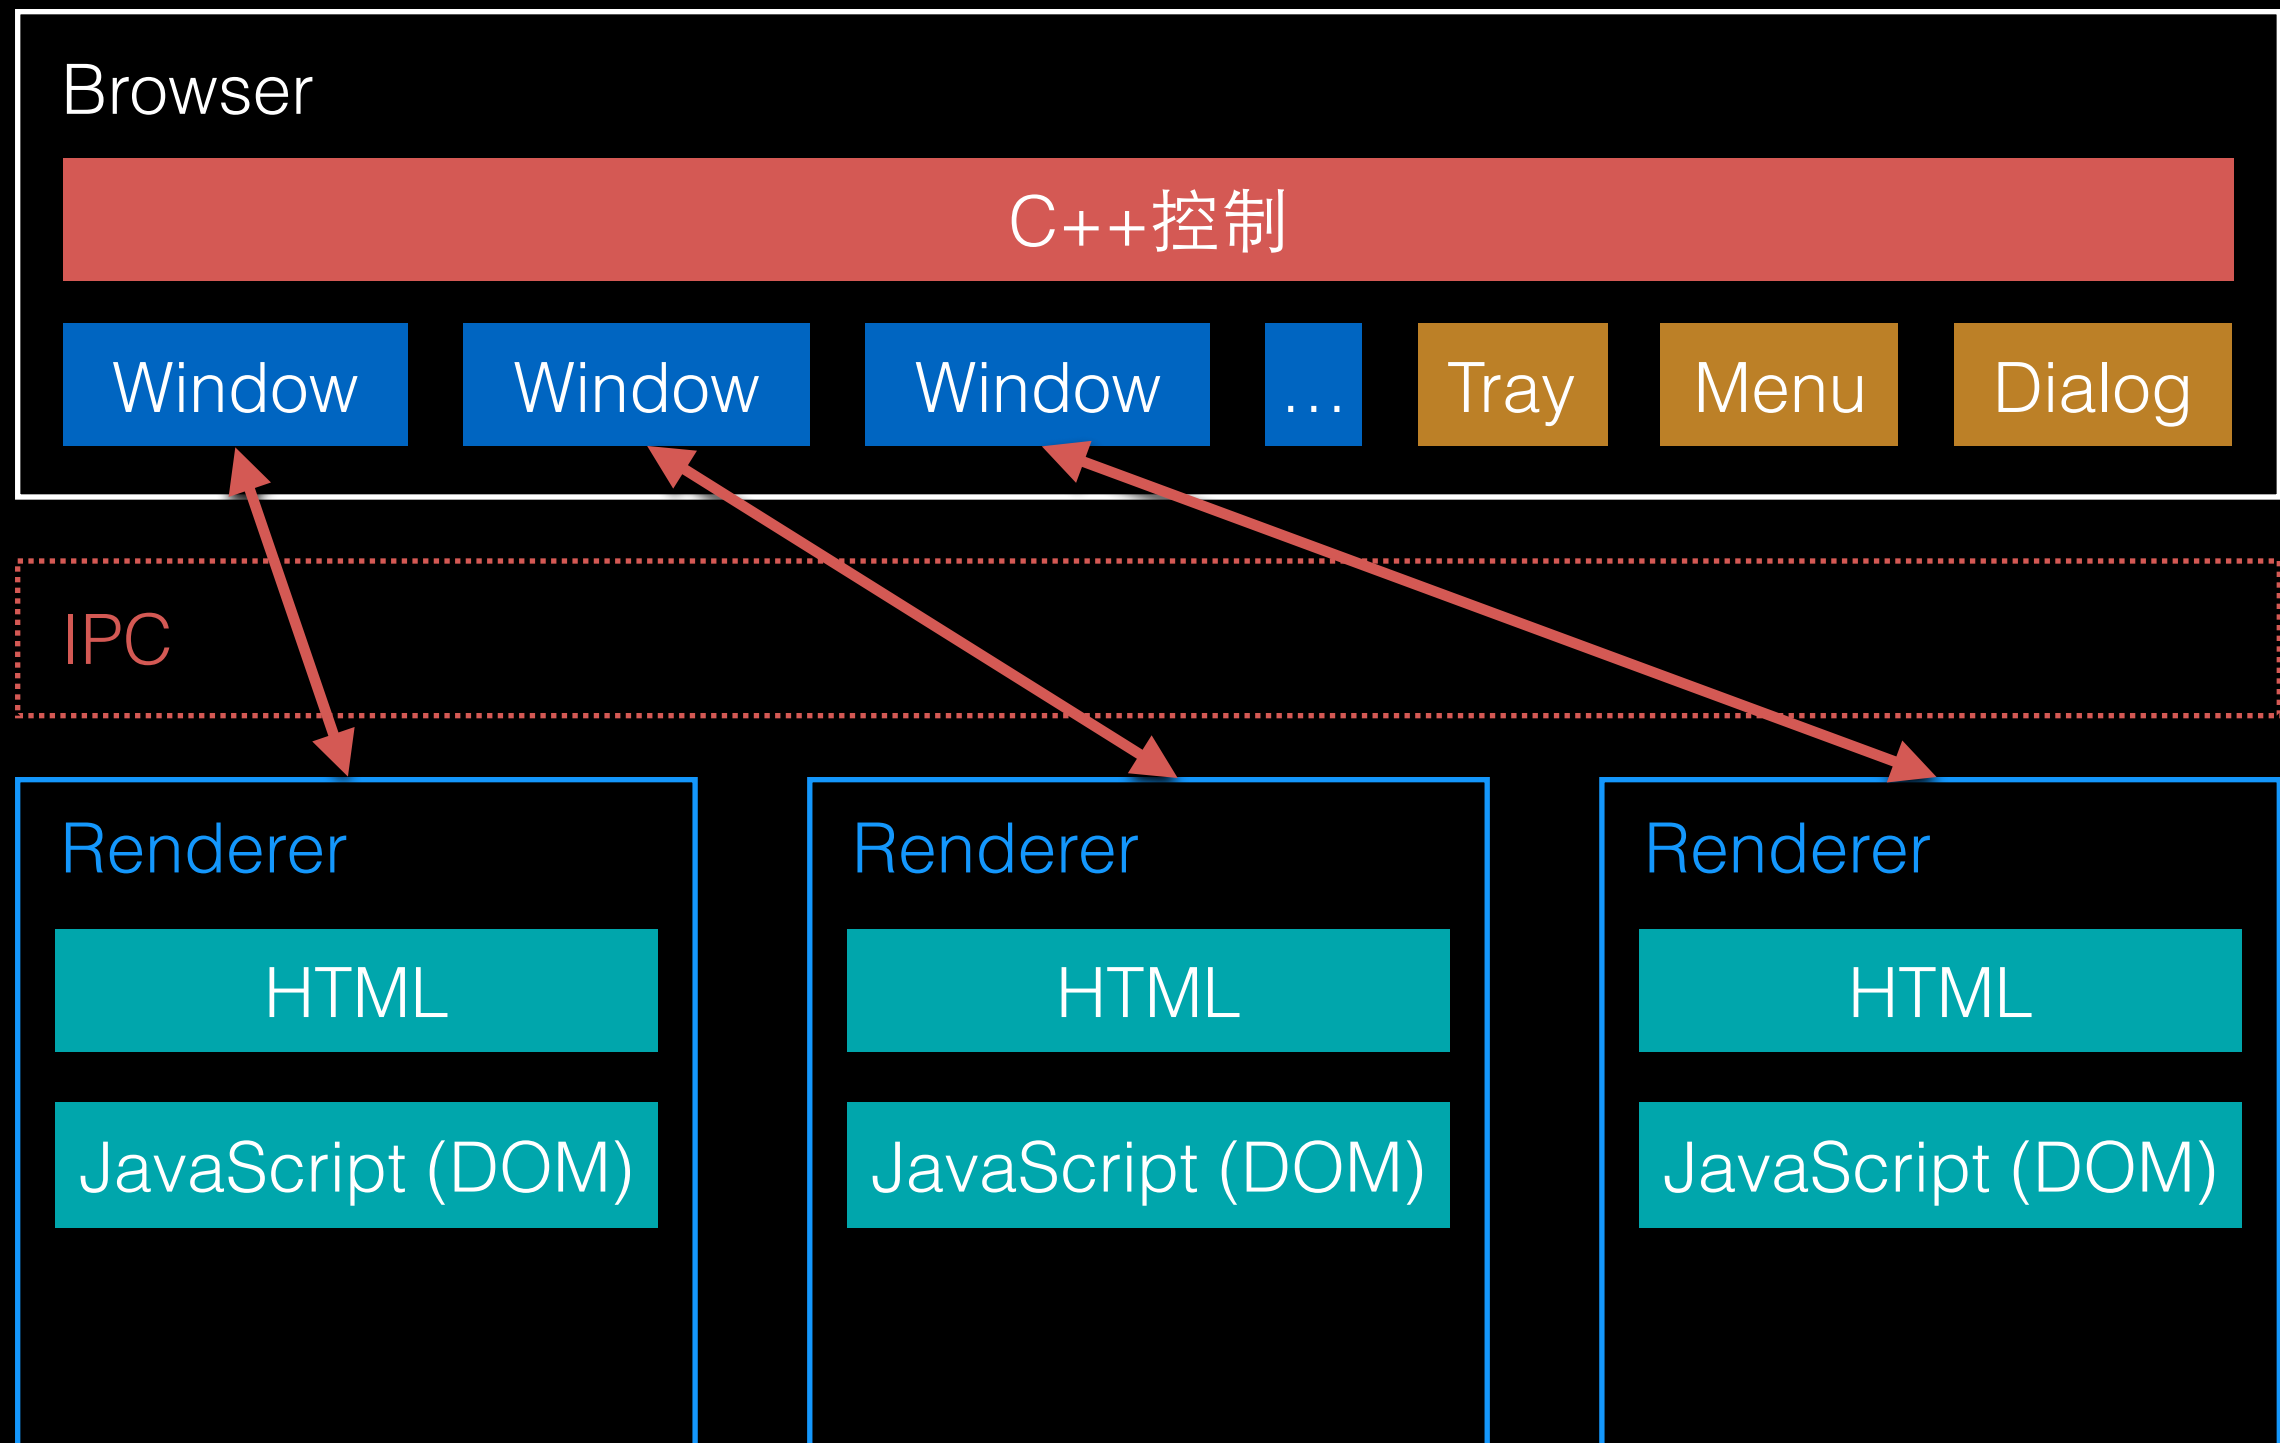 Browser
C++控制
Window Window Window … Tray Menu Dialog
IPC
Renderer Renderer Renderer
HTML HTML HTML
JavaScript (DOM) JavaScript (DOM) JavaScript (DOM)